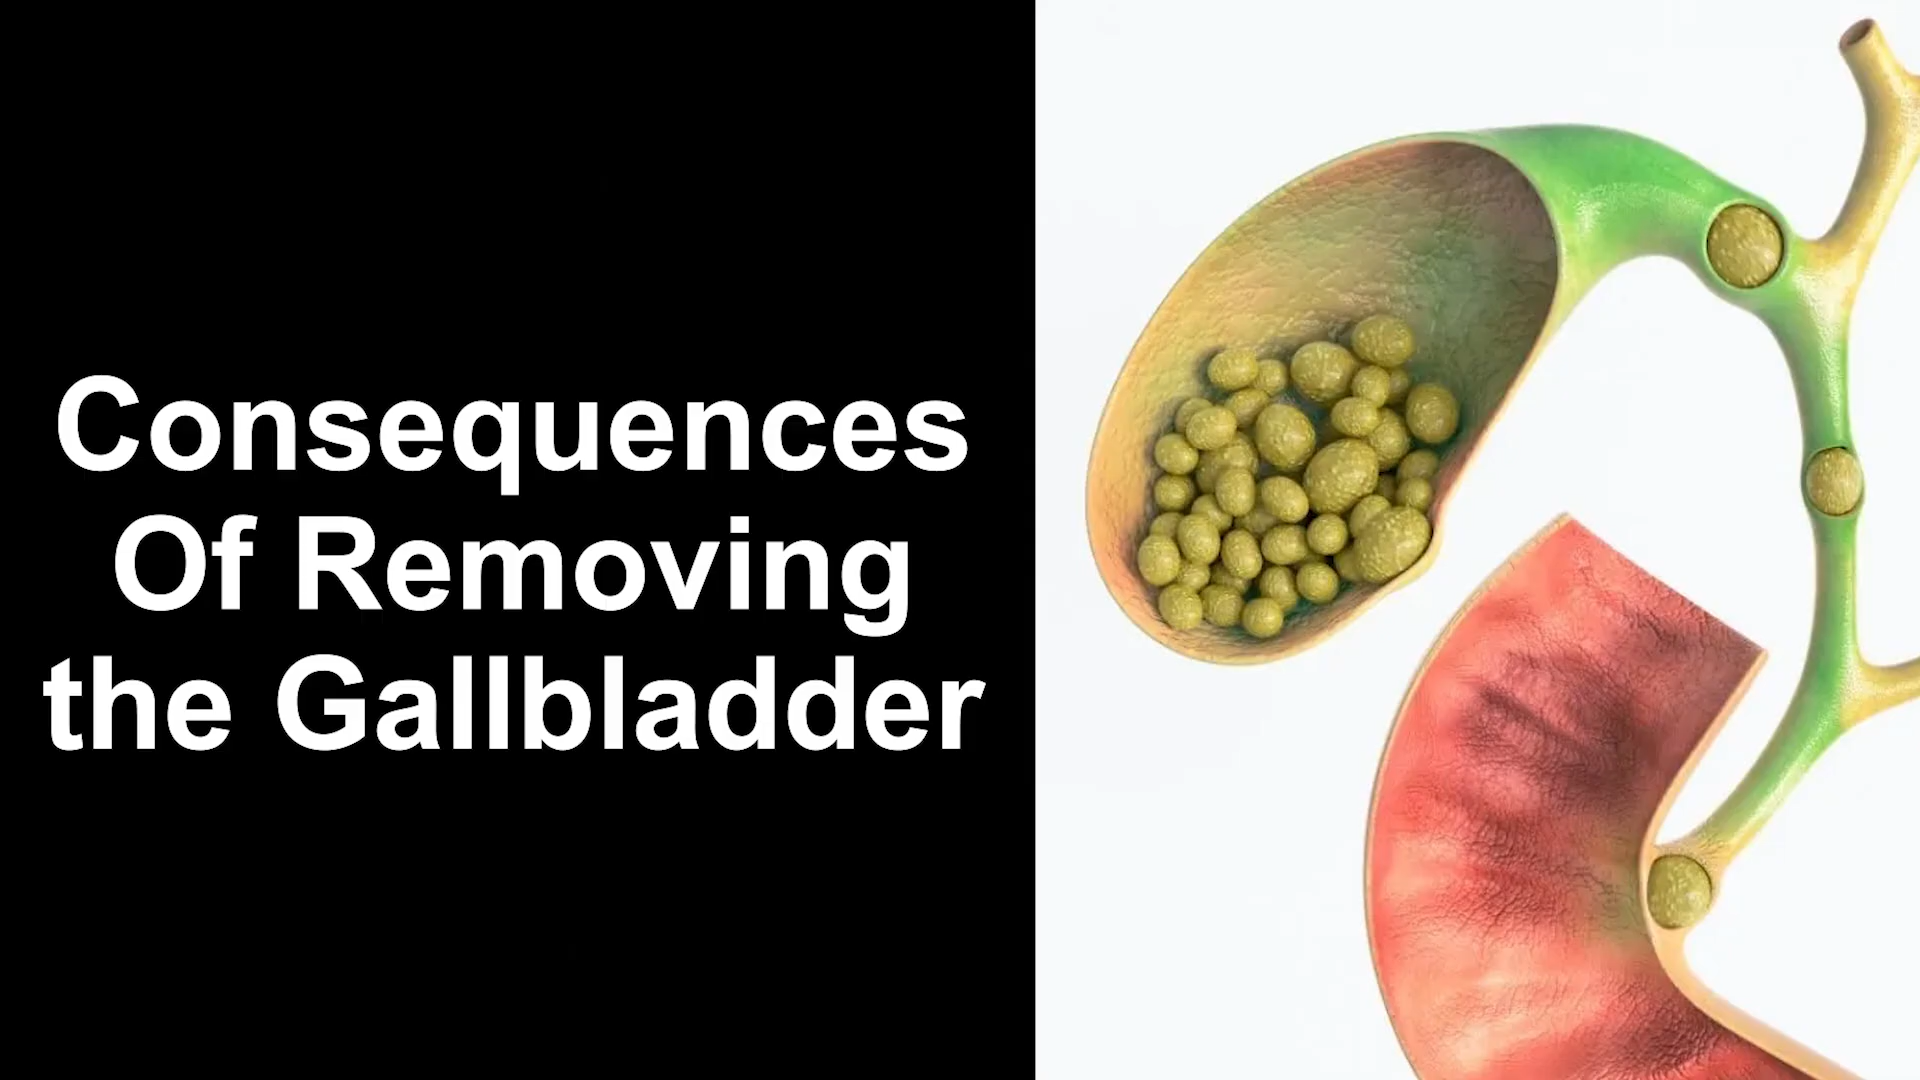 Consequences
Of Removing
the Gallbladder